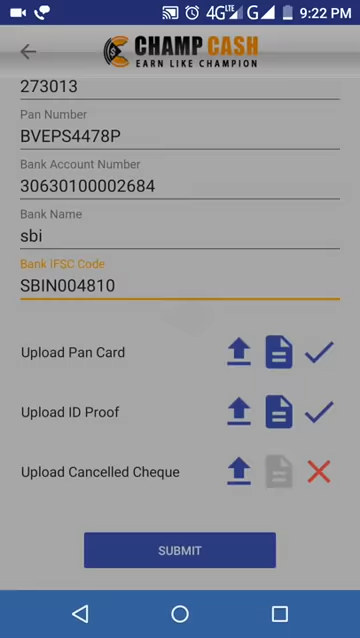 4G LTE G 9:22 PM
CHAMP CASH
EARN LIKE CHAMPION
273013
Pan Number
BVEPS4478P
Bank Account Number
30630100002684
Bank Name
sbi
Bank IFSC Code
SBIN004810
Upload Pan Card
Upload ID Proof
Upload Cancelled Cheque
SUBMIT